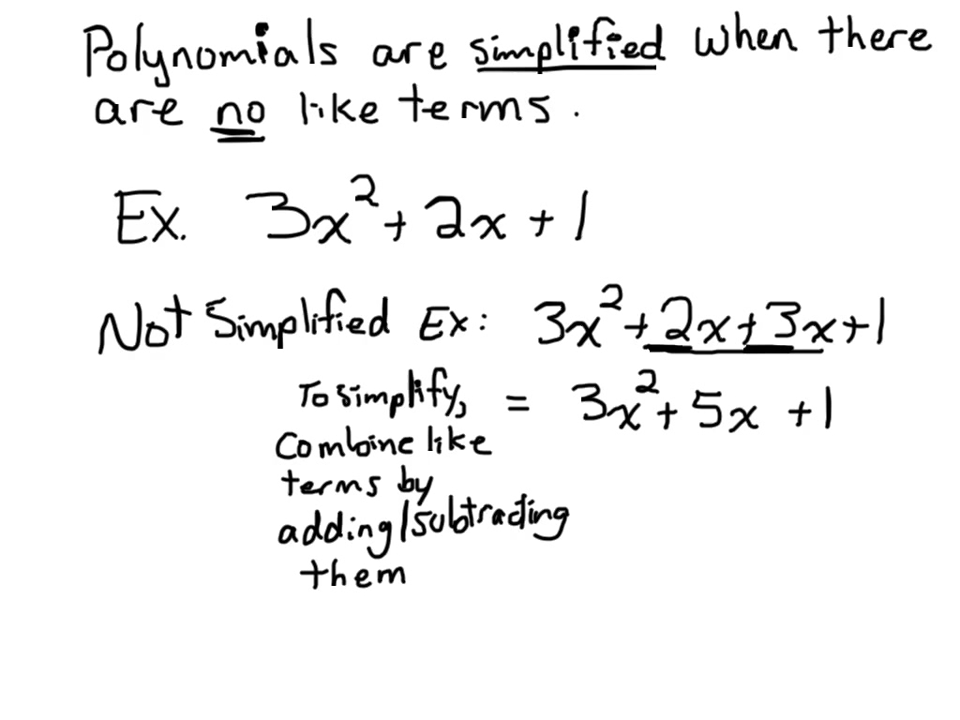 Polynomials are simplified when there
are no like terms.
Ex. 3x² + 2x + 1
Not Simplified Ex: 3x² + 2x + 3x + 1
To simplify, = 3x² + 5x + 1
Combine like
terms by
adding/subtracting
them